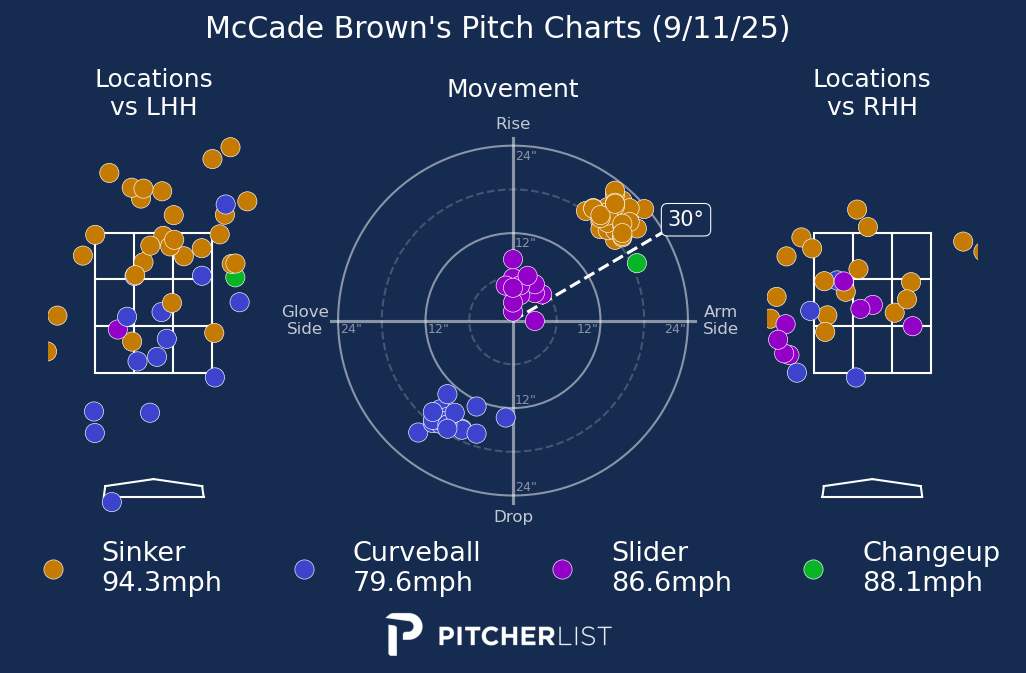 McCade Brown's Pitch Charts (9/11/25)
Locations
vs LHH
Movement
Locations
vs RHH
Rise
24"
12"
30°
Glove
Side
24"
12"
12"
24"
Arm
Side
12"
24"
Drop
Sinker
94.3mph
Curveball
79.6mph
Slider
86.6mph
Changeup
88.1mph
PITCHERLIST